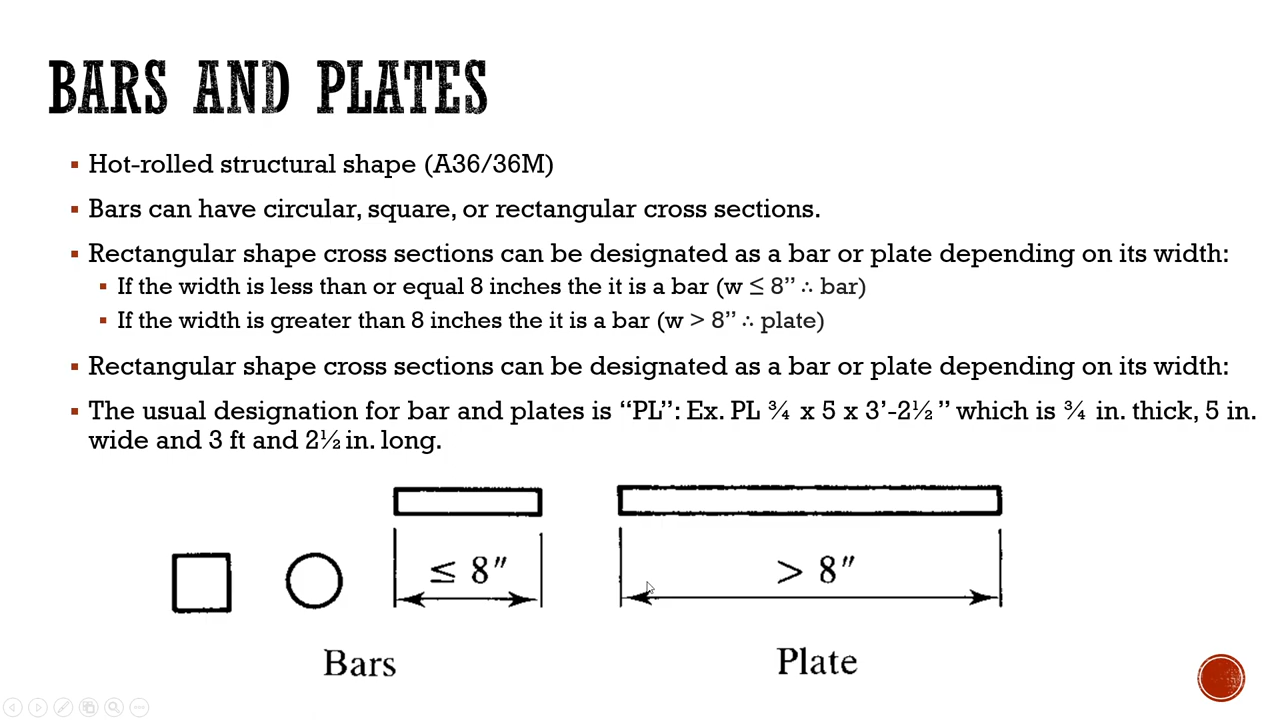 BARS AND PLATES
▪ Hot-rolled structural shape (A36/36M)
▪ Bars can have circular, square, or rectangular cross sections.
▪ Rectangular shape cross sections can be designated as a bar or plate depending on its width:
▪ If the width is less than or equal 8 inches the it is a bar (w ≤ 8” ∴ bar)
▪ If the width is greater than 8 inches the it is a bar (w > 8” ∴ plate)
▪ Rectangular shape cross sections can be designated as a bar or plate depending on its width:
▪ The usual designation for bar and plates is “PL”: Ex. PL ¾ x 5 x 3’-2½ ” which is ¾ in. thick, 5 in.
wide and 3 ft and 2½ in. long.
≤ 8″
> 8″
Bars
Plate